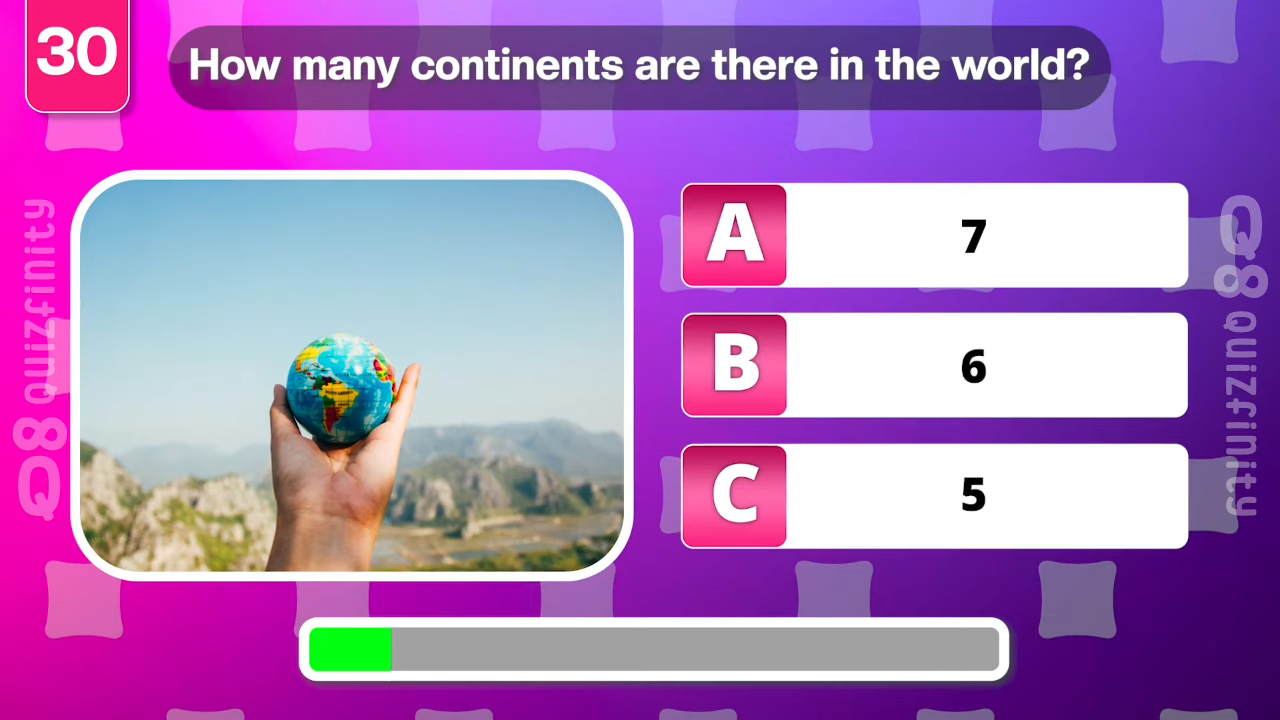 30
How many continents are there in the world?
A
7
B
6
C
5
Q8 quizfinity
Q8 quizfinity